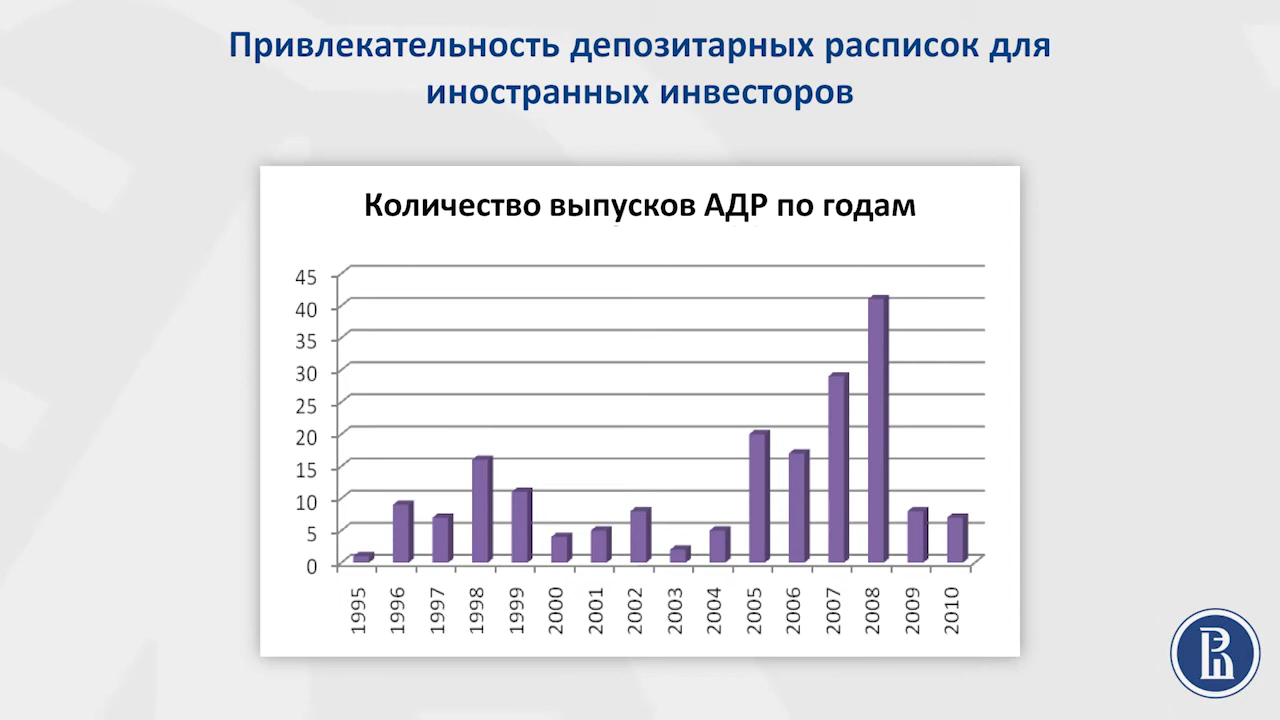 Привлекательность депозитарных расписок для
иностранных инвесторов
Количество выпусков АДР по годам
45
40
35
30
25
20
15
10
5
0
1995 1996 1997 1998 1999 2000 2001 2002 2003 2004 2005 2006 2007 2008 2009 2010